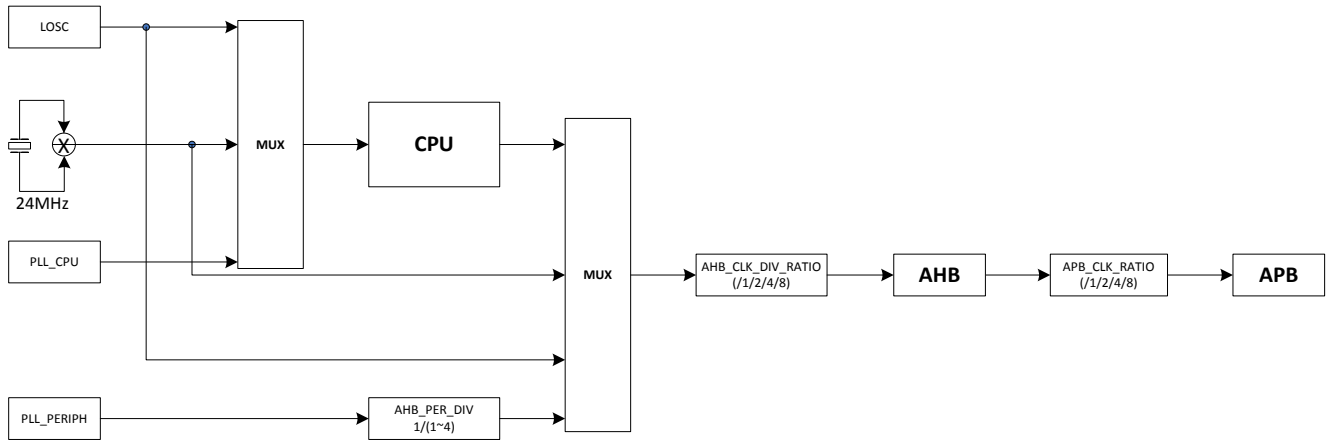 LOSC
MUX
CPU
24MHz
PLL_CPU
MUX
AHB_CLK_DIV_RATIO
(/1/2/4/8)
AHB
APB_CLK_RATIO
(/1/2/4/8)
APB
PLL_PERIPH
AHB_PER_DIV
1/(1~4)